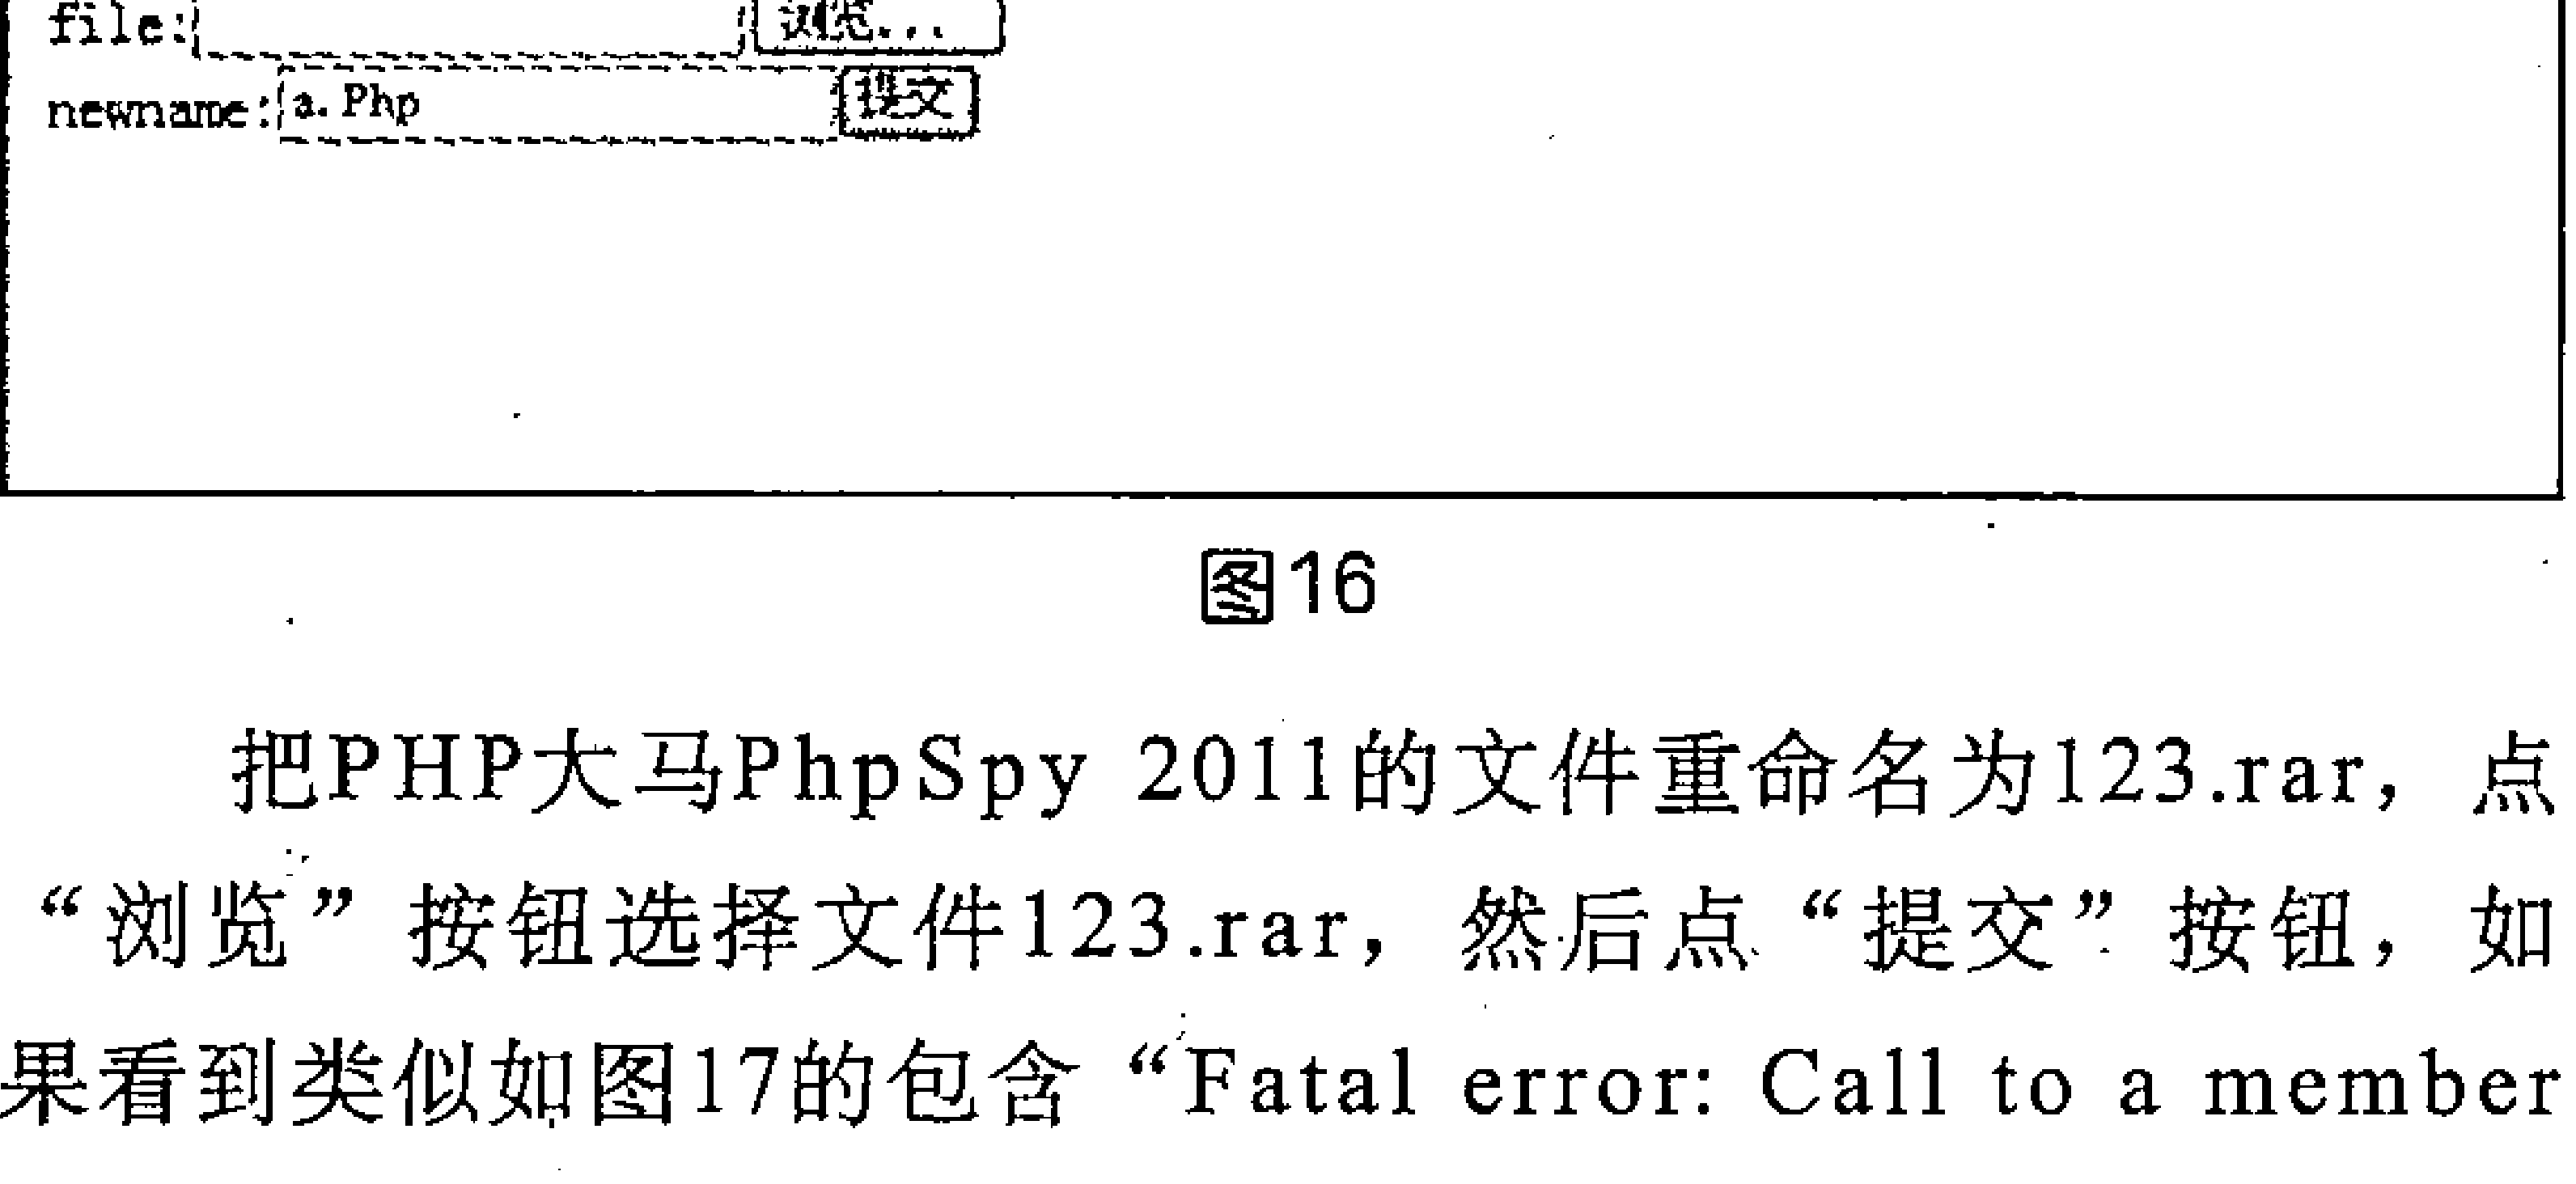 file: 浏览...
newname: a.Php 提交
图16
把PHP大马PhpSpy 2011的文件重命名为123.rar，点
“浏览”按钮选择文件123.rar，然后点“提交”按钮，如
果看到类似如图17的包含“Fatal error: Call to a member